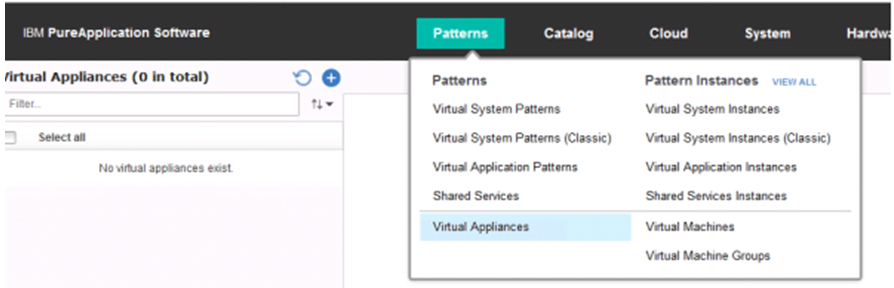 IBM PureApplication Software
Patterns
Catalog
Cloud
System
Hardwa
Virtual Appliances (0 in total)
Filter...
Select all
No virtual appliances exist.
Patterns
Virtual System Patterns
Virtual System Patterns (Classic)
Virtual Application Patterns
Shared Services
Virtual Appliances
Pattern Instances VIEW ALL
Virtual System Instances
Virtual System Instances (Classic)
Virtual Application Instances
Shared Services Instances
Virtual Machines
Virtual Machine Groups